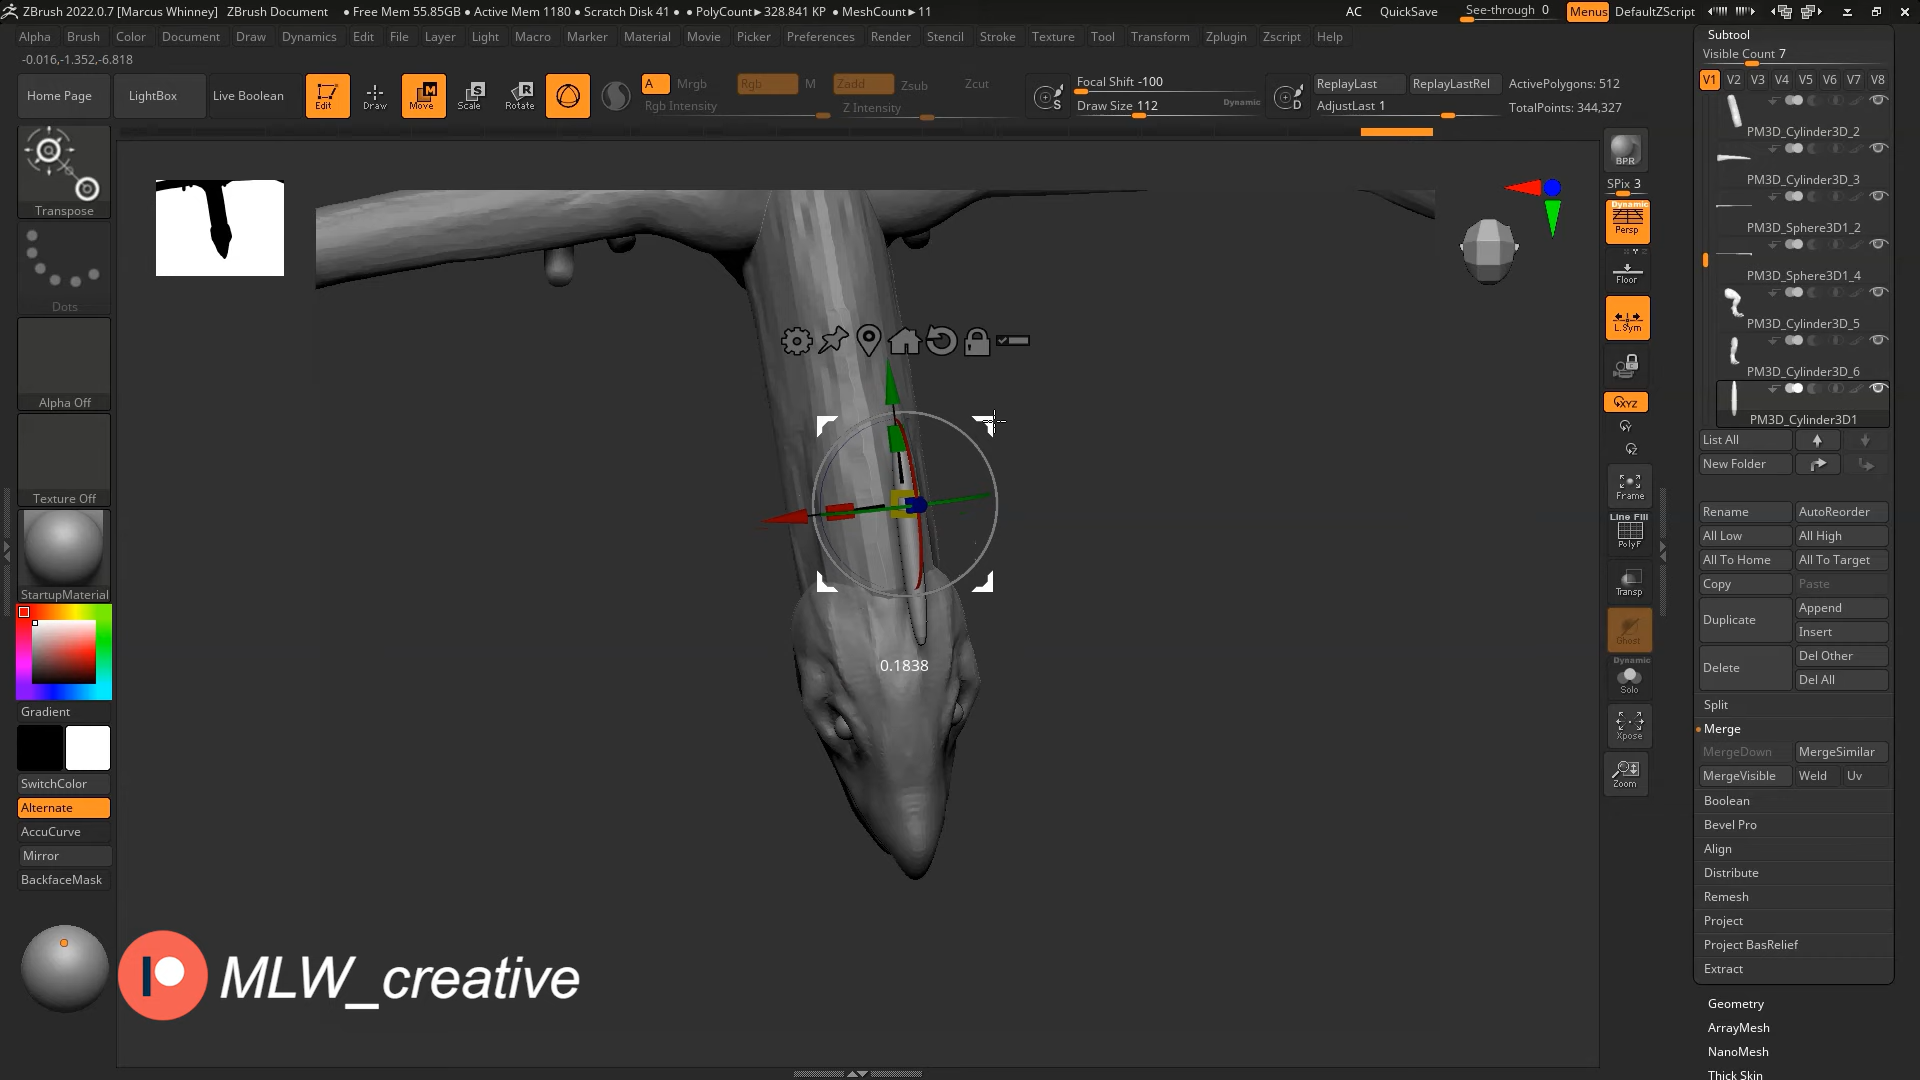 ZBrush 2022.0.7 [Marcus Whinney] ZBrush Document • Free Mem 55.85GB • Active Mem 1180 • Scratch Disk 41 • • PolyCount▸ 328.841 KP • MeshCount▸ 11 AC QuickSave See-through 0 Menus DefaultZScript
Alpha Brush Color Document Draw Dynamics Edit File Layer Light Macro Marker Material Movie Picker Preferences Render Stencil Stroke Texture Tool Transform Zplugin Zscript Help
-0.016,-1.352,-6.818
Home Page LightBox Live Boolean Edit Draw Move Scale Rotate
A Mrgb Rgb M Zadd Zsub Zcut
Rgb Intensity Z Intensity
Focal Shift -100
Draw Size 112 Dynamic
ReplayLast ReplayLastRel ActivePolygons: 512
AdjustLast 1 TotalPoints: 344,327
Transpose
Dots
Alpha Off
Texture Off
StartupMaterial
Gradient
SwitchColor
Alternate
AccuCurve
Mirror
BackfaceMask
0.1838
MLW_creative
BPR
SPix 3
Dynamic
Persp
Floor
L.Sym
XYZ
Frame
Line Fill
PolyF
Transp
Ghost
Dynamic
Solo
Xpose
Zoom
Subtool
Visible Count 7
V1 V2 V3 V4 V5 V6 V7 V8
PM3D_Cylinder3D_2
PM3D_Cylinder3D_3
PM3D_Sphere3D1_2
PM3D_Sphere3D1_4
PM3D_Cylinder3D_5
PM3D_Cylinder3D_6
PM3D_Cylinder3D1
List All
New Folder
Rename AutoReorder
All Low All High
All To Home All To Target
Copy Paste
Duplicate Append
Insert
Delete Del Other
Del All
Split
Merge
MergeDown MergeSimilar
MergeVisible Weld Uv
Boolean
Bevel Pro
Align
Distribute
Remesh
Project
Project BasRelief
Extract
Geometry
ArrayMesh
NanoMesh
Thick Skin